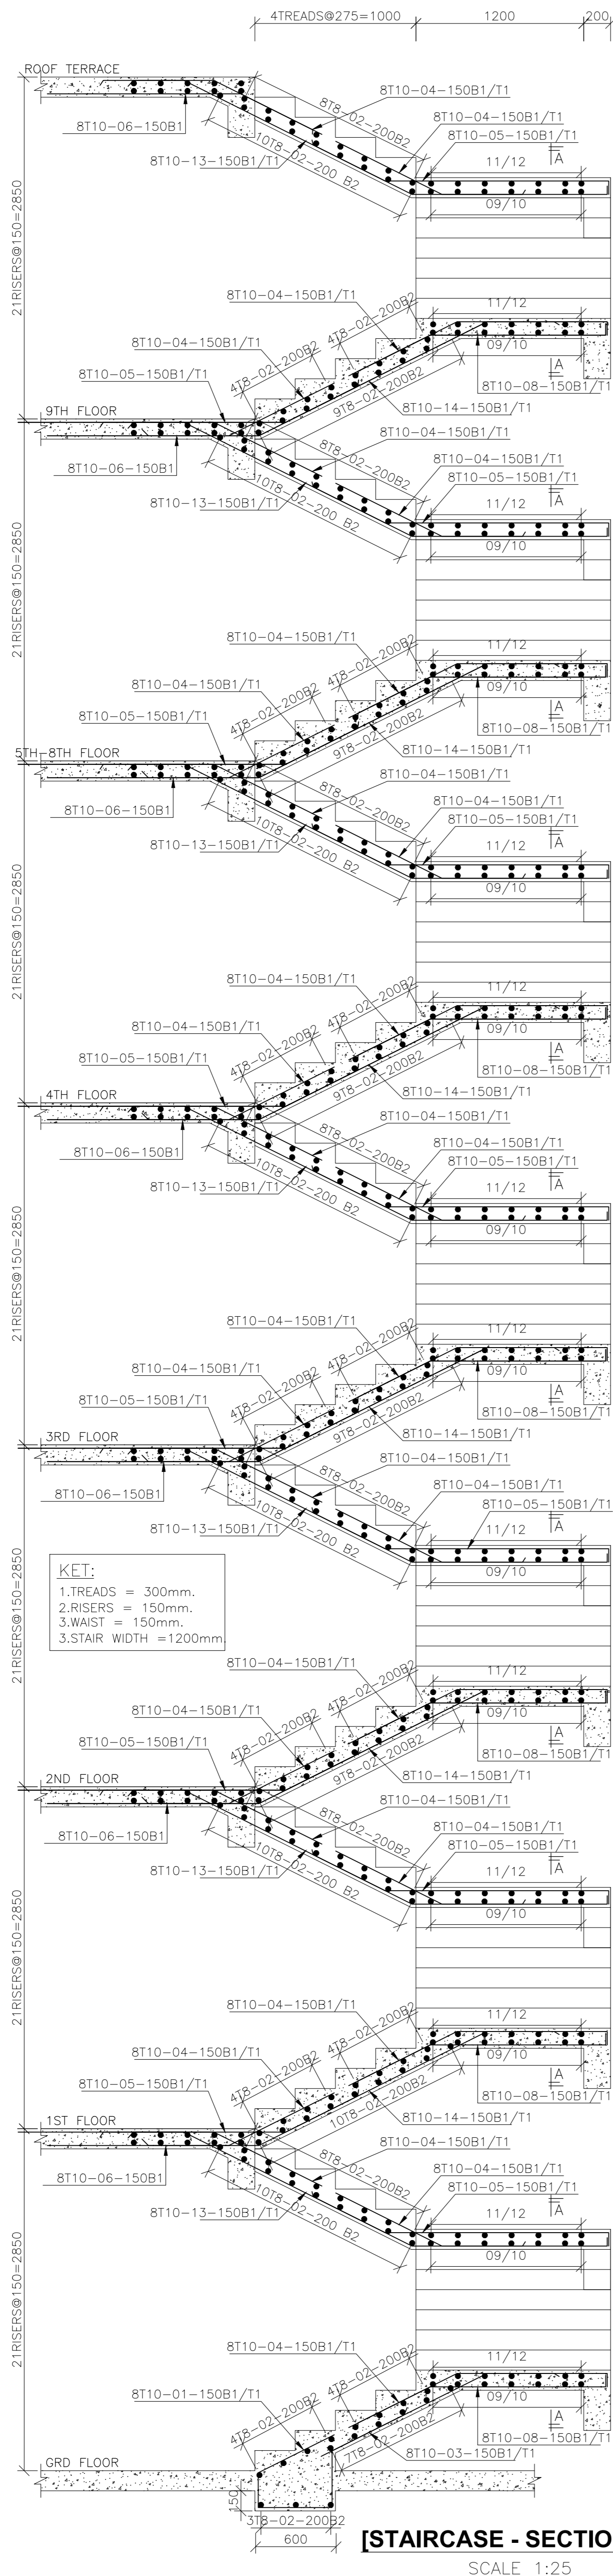 4TREADS@275=1000
1200
200
ROOF TERRACE
8T8-02-200B2
8T10-04-150B1/T1
8T10-06-150B1
8T10-04-150B1/T1
8T10-05-150B1/T1
8T10-13-150B1/T1
10T8-02-200 B2
11/12
A
09/10
21RISERS@150=2850
8T10-04-150B1/T1
4T8-02-200B2
11/12
8T10-04-150B1/T1
09/10
A
8T10-05-150B1/T1
4T8-02-200B2
9T8-02-200B2
8T10-08-150B1/T1
9TH FLOOR
8T10-14-150B1/T1
8T8-02-200B2
8T10-04-150B1/T1
8T10-06-150B1
8T10-04-150B1/T1
8T10-05-150B1/T1
8T10-13-150B1/T1
10T8-02-200 B2
11/12
A
09/10
21RISERS@150=2850
8T10-04-150B1/T1
4T8-02-200B2
11/12
8T10-04-150B1/T1
09/10
A
8T10-05-150B1/T1
4T8-02-200B2
9T8-02-200B2
8T10-08-150B1/T1
5TH-8TH FLOOR
8T10-14-150B1/T1
8T8-02-200B2
8T10-04-150B1/T1
8T10-06-150B1
8T10-04-150B1/T1
8T10-05-150B1/T1
8T10-13-150B1/T1
10T8-02-200 B2
11/12
A
09/10
21RISERS@150=2850
8T10-04-150B1/T1
4T8-02-200B2
11/12
8T10-04-150B1/T1
09/10
A
8T10-05-150B1/T1
4T8-02-200B2
9T8-02-200B2
8T10-08-150B1/T1
4TH FLOOR
8T10-14-150B1/T1
8T8-02-200B2
8T10-04-150B1/T1
8T10-06-150B1
8T10-04-150B1/T1
8T10-05-150B1/T1
8T10-13-150B1/T1
10T8-02-200 B2
11/12
A
09/10
21RISERS@150=2850
8T10-04-150B1/T1
4T8-02-200B2
11/12
8T10-04-150B1/T1
09/10
A
8T10-05-150B1/T1
4T8-02-200B2
9T8-02-200B2
8T10-08-150B1/T1
3RD FLOOR
8T10-14-150B1/T1
8T8-02-200B2
8T10-04-150B1/T1
8T10-06-150B1
8T10-04-150B1/T1
8T10-05-150B1/T1
8T10-13-150B1/T1
10T8-02-200 B2
11/12
A
09/10
21RISERS@150=2850
KET:
1.TREADS = 300mm.
2.RISERS = 150mm.
3.WAIST = 150mm.
3.STAIR WIDTH =1200mm
8T10-04-150B1/T1
4T8-02-200B2
11/12
8T10-04-150B1/T1
09/10
A
8T10-05-150B1/T1
4T8-02-200B2
9T8-02-200B2
8T10-08-150B1/T1
2ND FLOOR
8T10-14-150B1/T1
8T8-02-200B2
8T10-04-150B1/T1
8T10-06-150B1
8T10-04-150B1/T1
8T10-05-150B1/T1
8T10-13-150B1/T1
10T8-02-200 B2
11/12
A
09/10
21RISERS@150=2850
8T10-04-150B1/T1
4T8-02-200B2
11/12
8T10-04-150B1/T1
09/10
A
8T10-05-150B1/T1
4T8-02-200B2
10T8-02-200B2
8T10-08-150B1/T1
1ST FLOOR
8T10-14-150B1/T1
8T8-02-200B2
8T10-04-150B1/T1
8T10-06-150B1
8T10-04-150B1/T1
8T10-05-150B1/T1
8T10-13-150B1/T1
10T8-02-200 B2
11/12
A
09/10
21RISERS@150=2850
8T10-04-150B1/T1
4T8-02-200B2
11/12
8T10-01-150B1/T1
09/10
A
4T8-02-200B2
7T8-02-200B2
8T10-08-150B1/T1
GRD FLOOR
8T10-03-150B1/T1
150
3T8-02-200B2
600
[STAIRCASE - SECTIO
SCALE 1:25